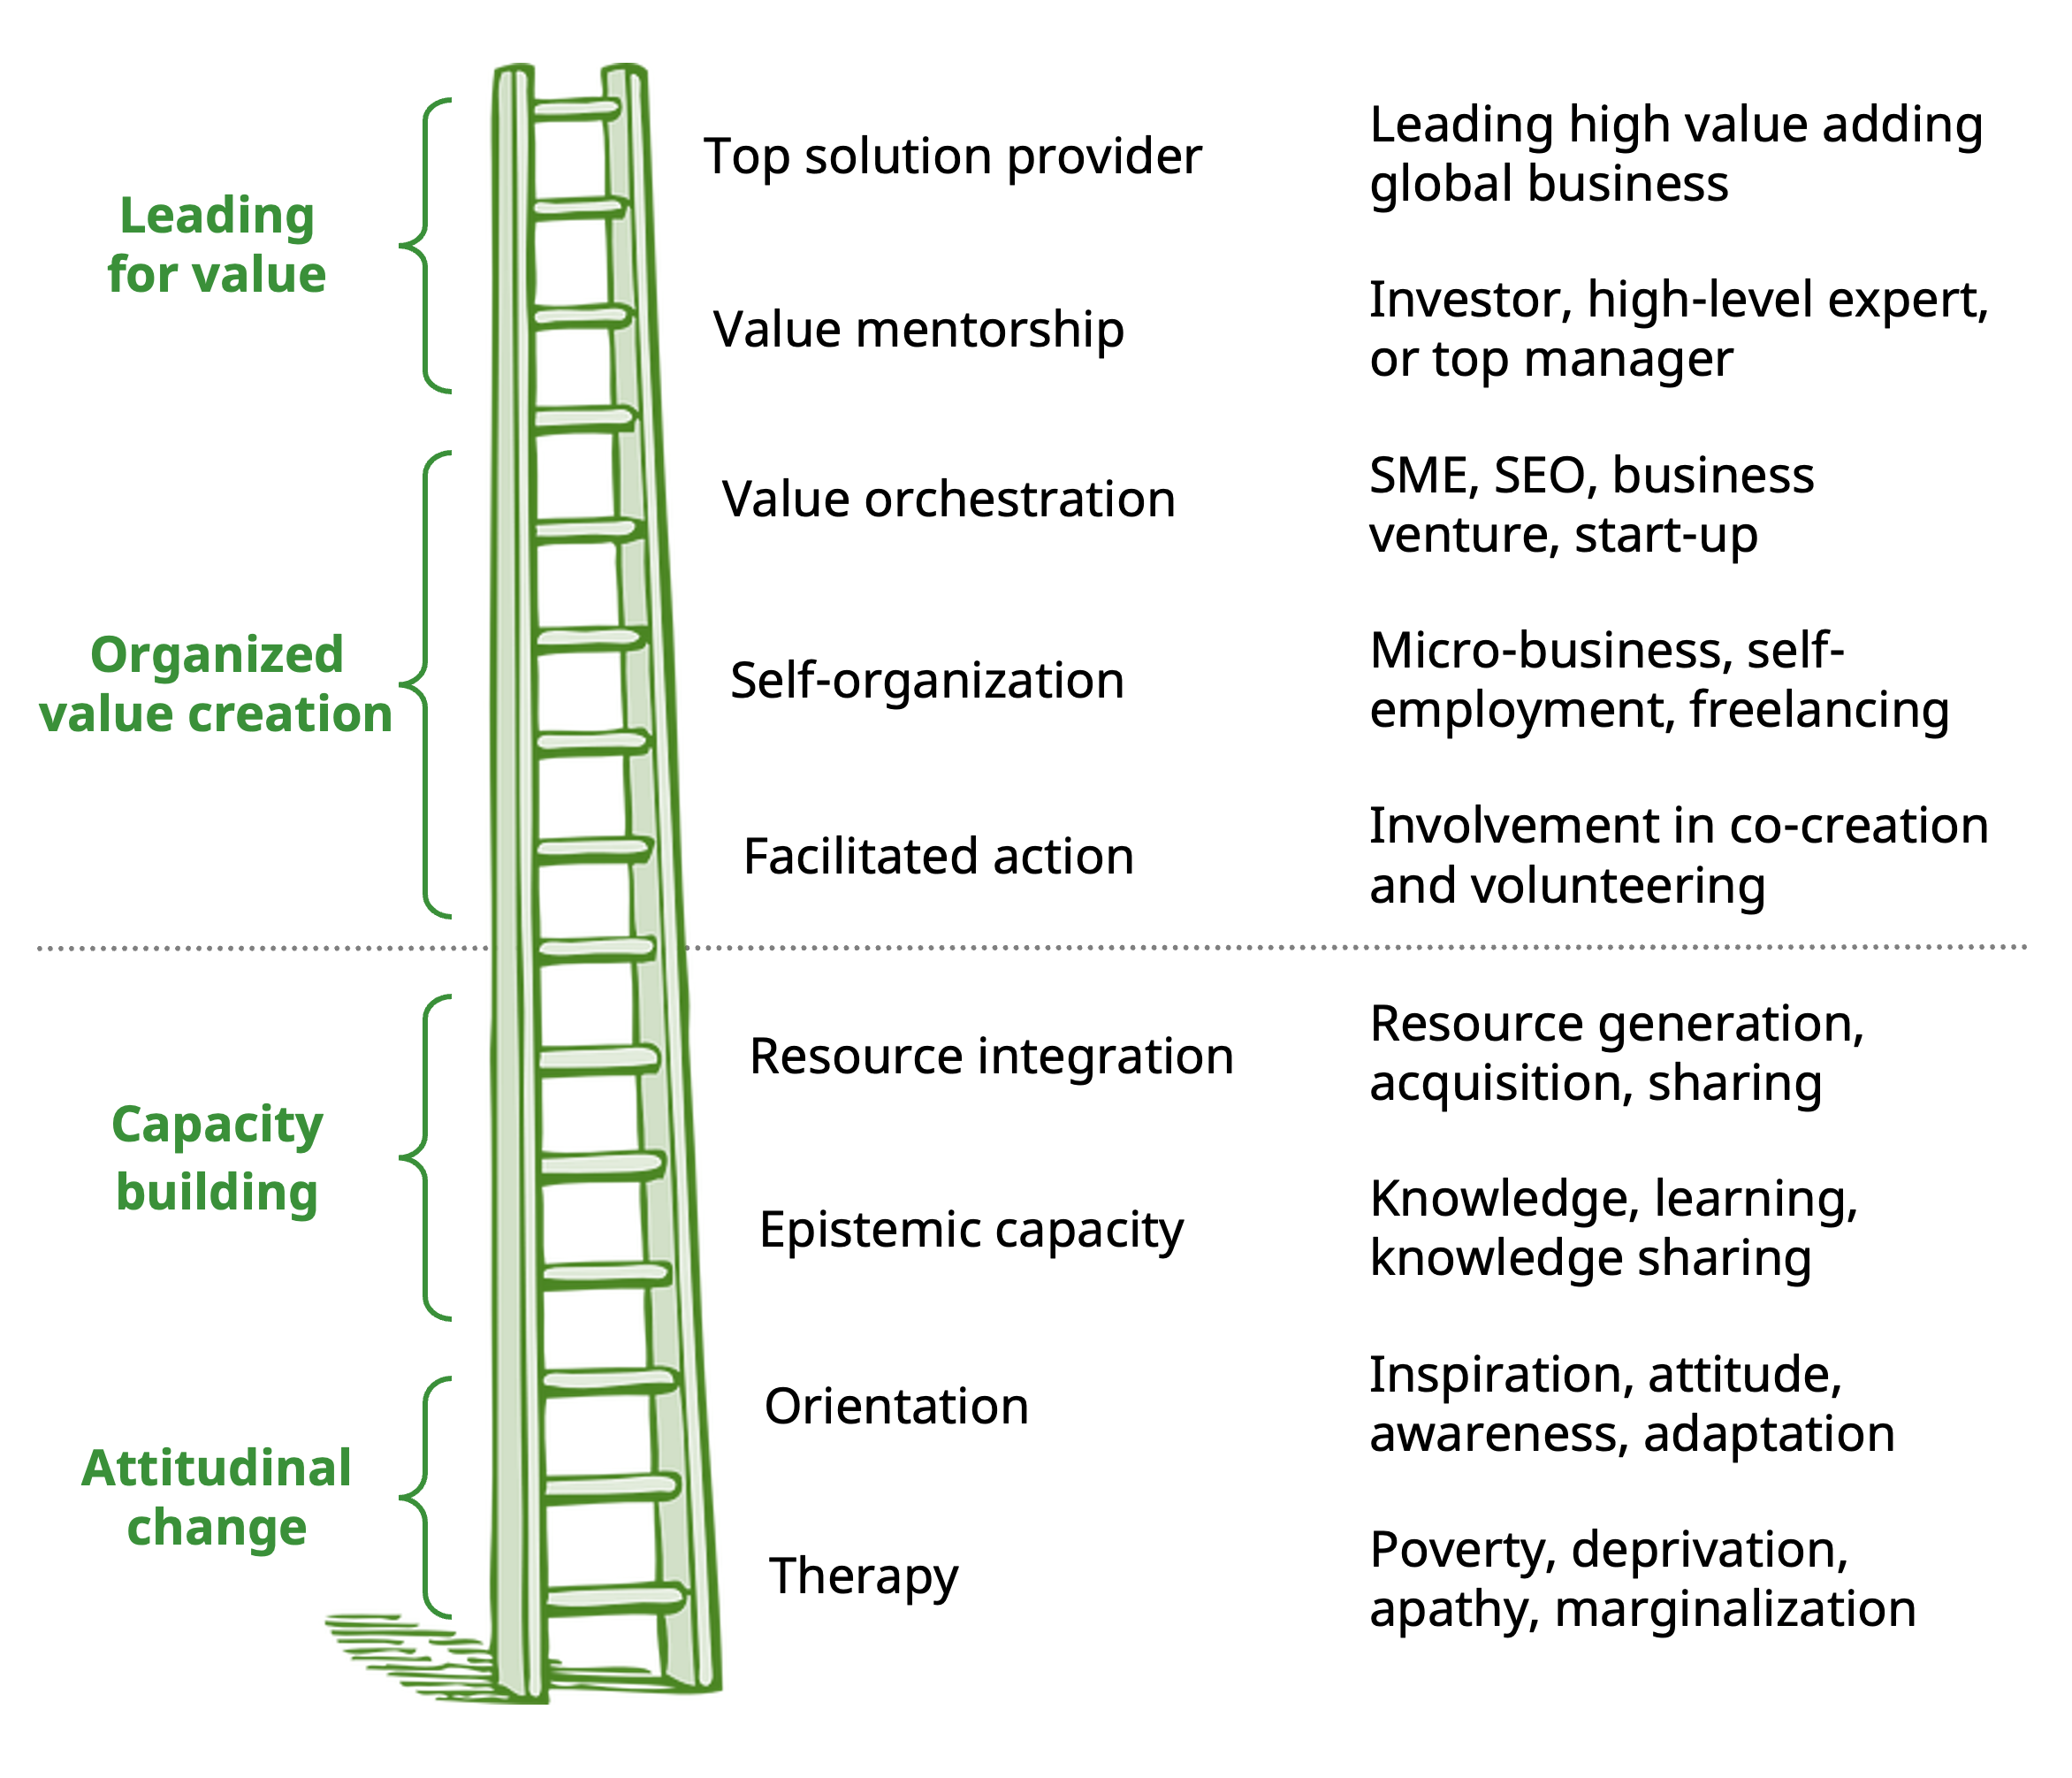 Leading
for value
Top solution provider
Leading high value adding
global business
Value mentorship
Investor, high-level expert,
or top manager
Organized
value creation
Value orchestration
SME, SEO, business
venture, start-up
Self-organization
Micro-business, self-
employment, freelancing
Facilitated action
Involvement in co-creation
and volunteering
Capacity
building
Resource integration
Resource generation,
acquisition, sharing
Epistemic capacity
Knowledge, learning,
knowledge sharing
Attitudinal
change
Orientation
Inspiration, attitude,
awareness, adaptation
Therapy
Poverty, deprivation,
apathy, marginalization